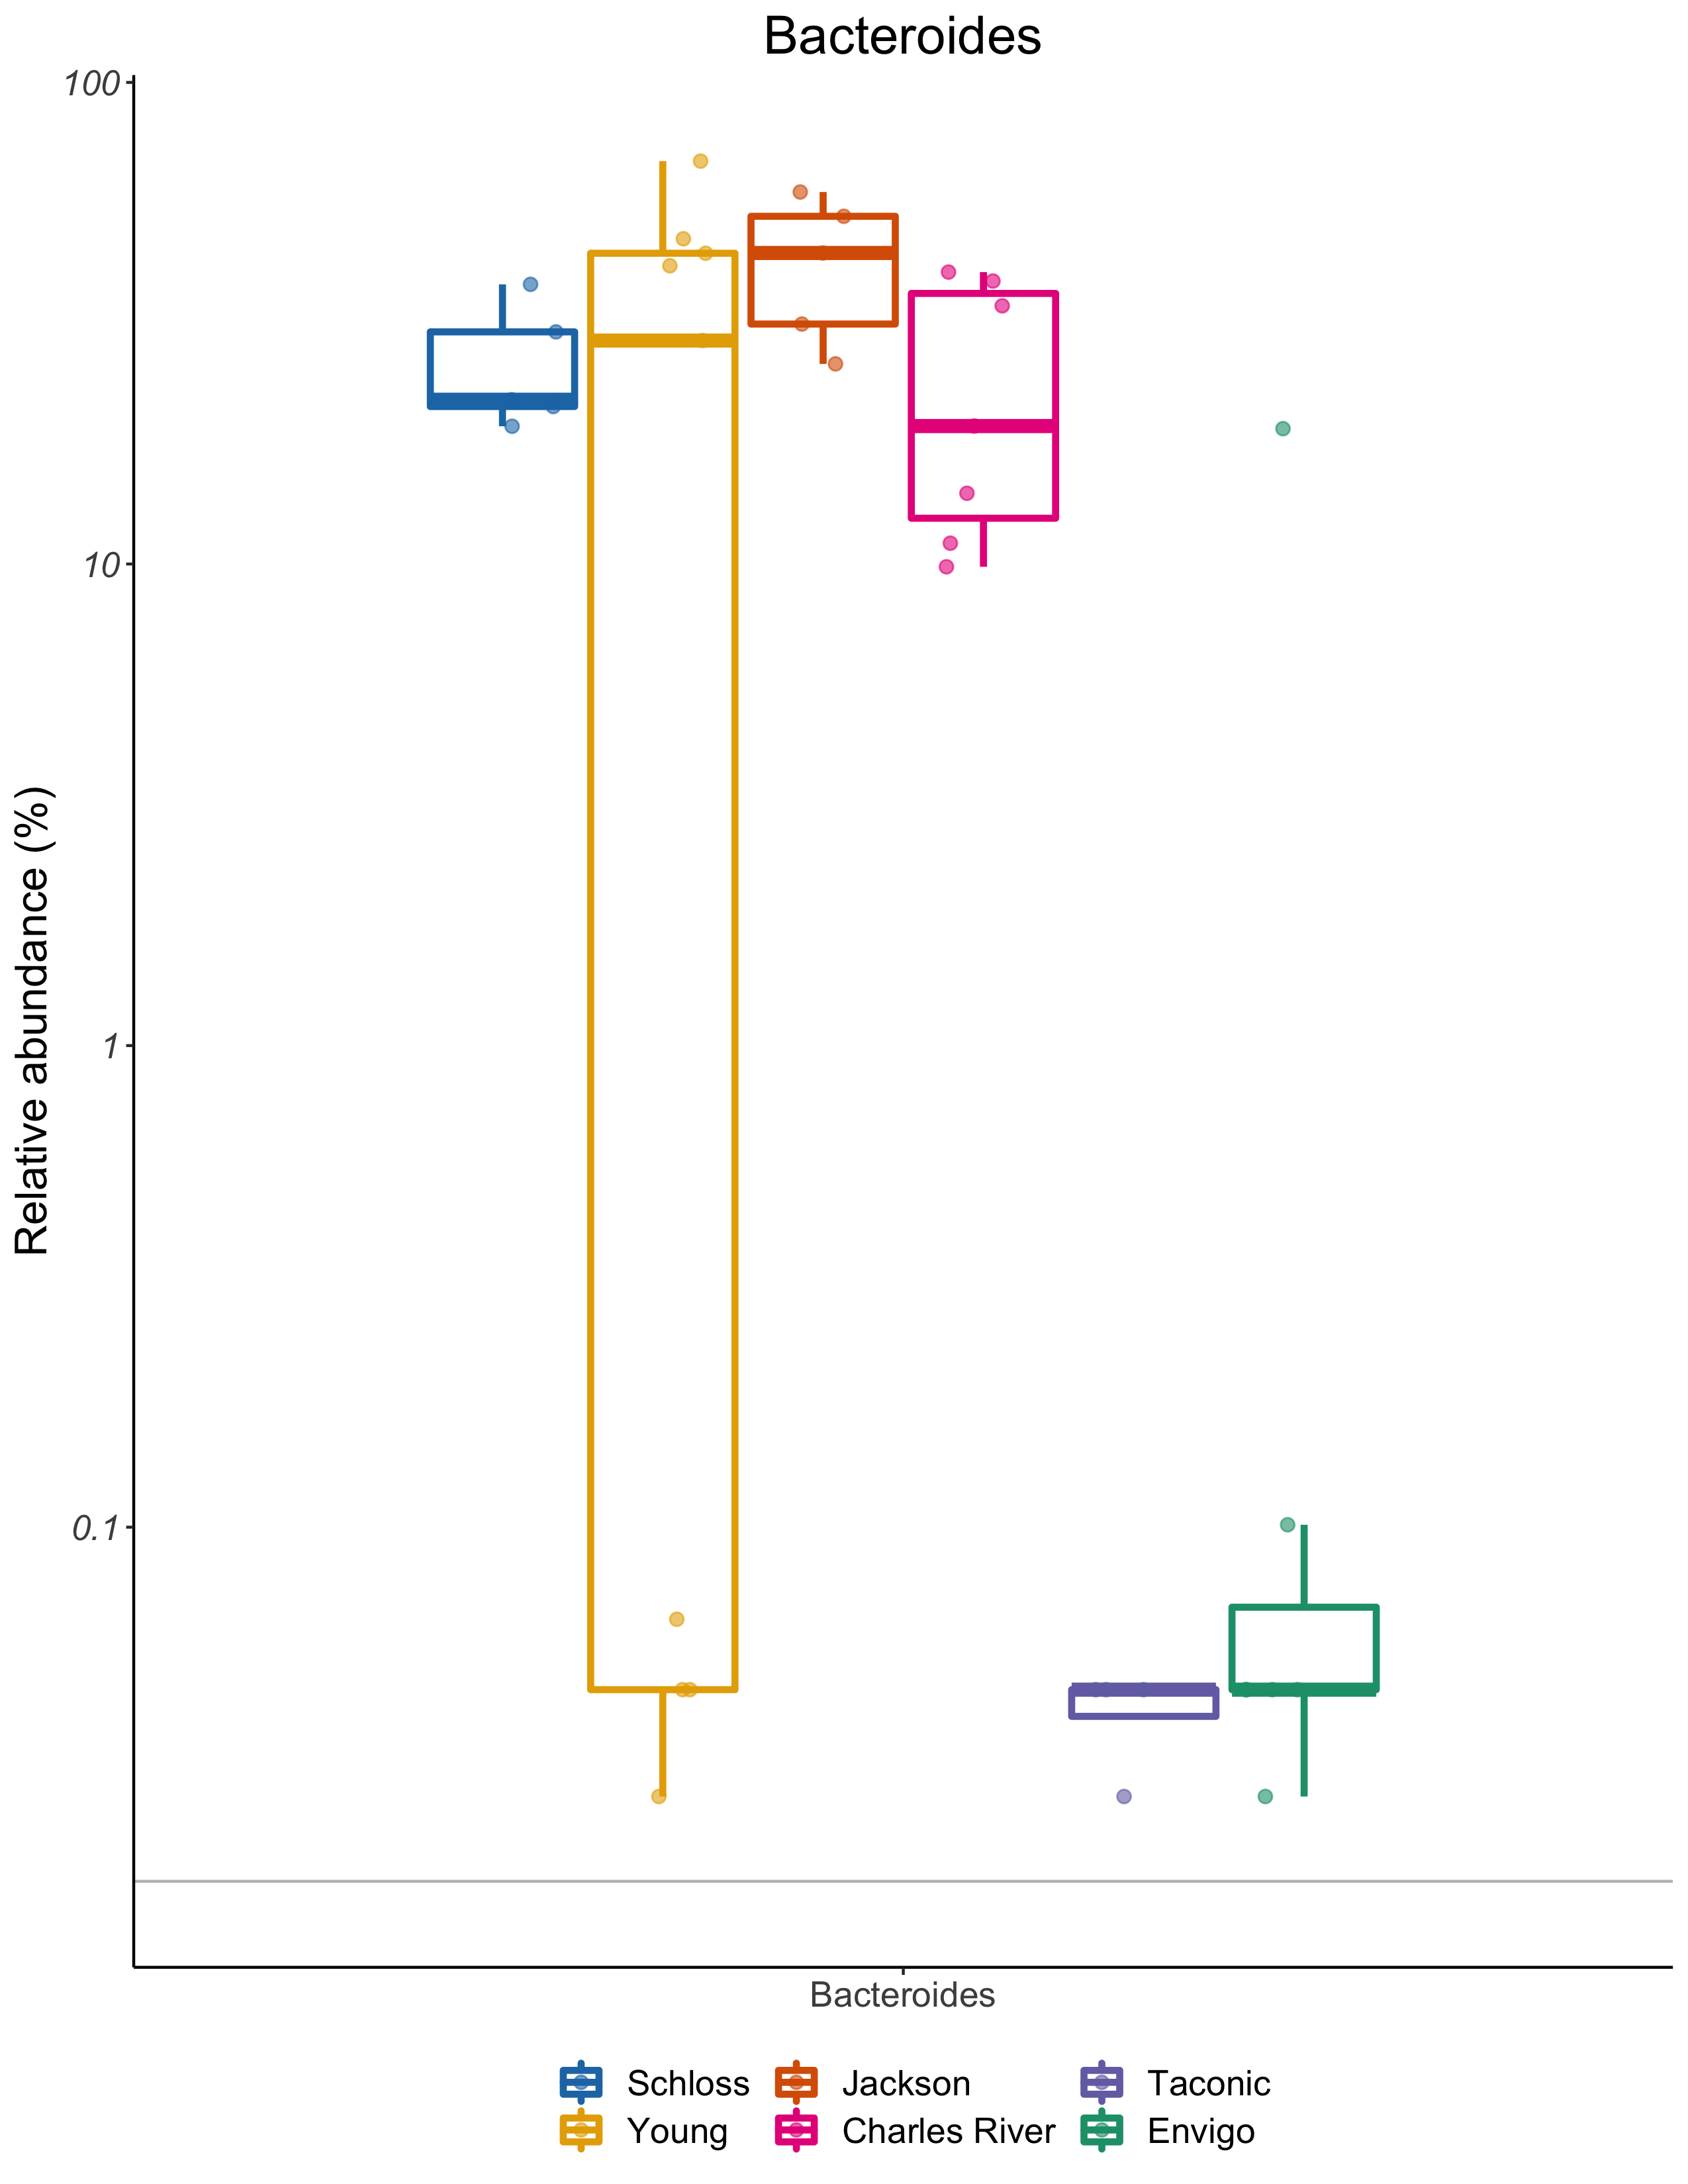 Bacteroides
100
10
1
0.1
Relative abundance (%)
Bacteroides
Schloss
Jackson
Taconic
Young
Charles River
Envigo